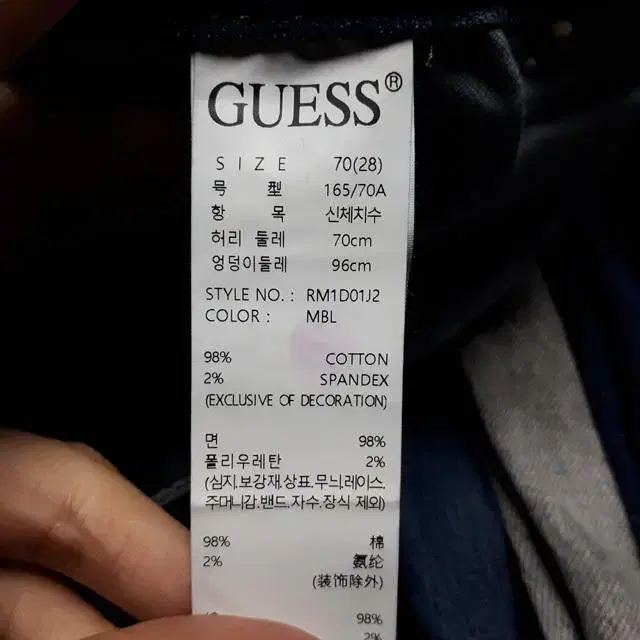 GUESS®
SIZE 70(28)
号 型 165/70A
항 목 신체치수
허리 둘레 70cm
엉덩이둘레 96cm
STYLE NO. : RM1D01J2
COLOR : MBL
98% COTTON
2% SPANDEX
(EXCLUSIVE OF DECORATION)
면 98%
폴리우레탄 2%
(심지.보강재.상표.무늬.레이스.
주머니감.밴드.자수.장식 제외)
98% 棉
2% 氨纶
(装饰除外)
98%
2%